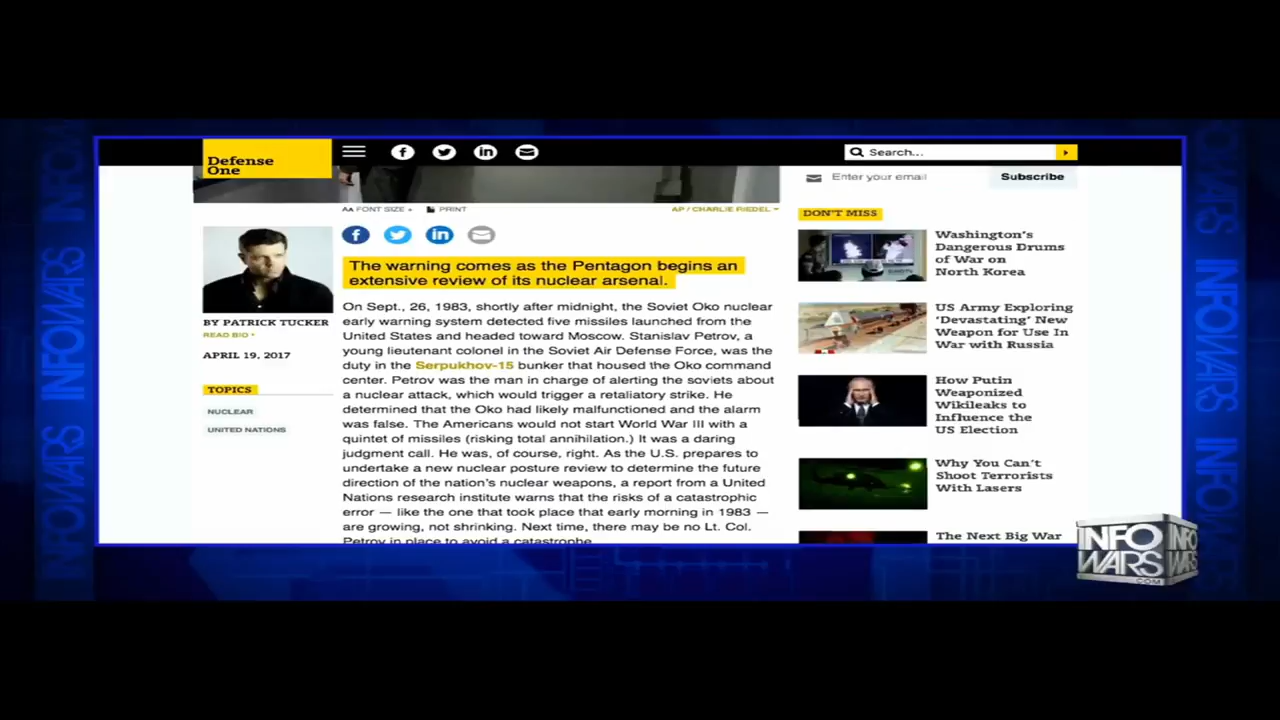 Defense
One
Search...
Enter your email
Subscribe
AA FONT SIZE +
PRINT
AP / CHARLIE RIEDEL
DON'T MISS
The warning comes as the Pentagon begins an
extensive review of its nuclear arsenal.
BY PATRICK TUCKER
READ BIO
APRIL 19, 2017
TOPICS
NUCLEAR
UNITED NATIONS
On Sept., 26, 1983, shortly after midnight, the Soviet Oko nuclear
early warning system detected five missiles launched from the
United States and headed toward Moscow. Stanislav Petrov, a
young lieutenant colonel in the Soviet Air Defense Force, was the
duty in the Serpukhov-15 bunker that housed the Oko command
center. Petrov was the man in charge of alerting the soviets about
a nuclear attack, which would trigger a retaliatory strike. He
determined that the Oko had likely malfunctioned and the alarm
was false. The Americans would not start World War III with a
quintet of missiles (risking total annihilation.) It was a daring
judgment call. He was, of course, right. As the U.S. prepares to
undertake a new nuclear posture review to determine the future
direction of the nation's nuclear weapons, a report from a United
Nations research institute warns that the risks of a catastrophic
error — like the one that took place that early morning in 1983 —
are growing, not shrinking. Next time, there may be no Lt. Col.
Petrov in place to avoid a catastrophe.
Washington's
Dangerous Drums
of War on
North Korea
US Army Exploring
'Devastating' New
Weapon for Use In
War with Russia
How Putin
Weaponized
Wikileaks to
Influence the
US Election
Why You Can't
Shoot Terrorists
With Lasers
The Next Big War
INFOWARS
INFOWARS
INFO
WARS
.COM
INFO
WARS